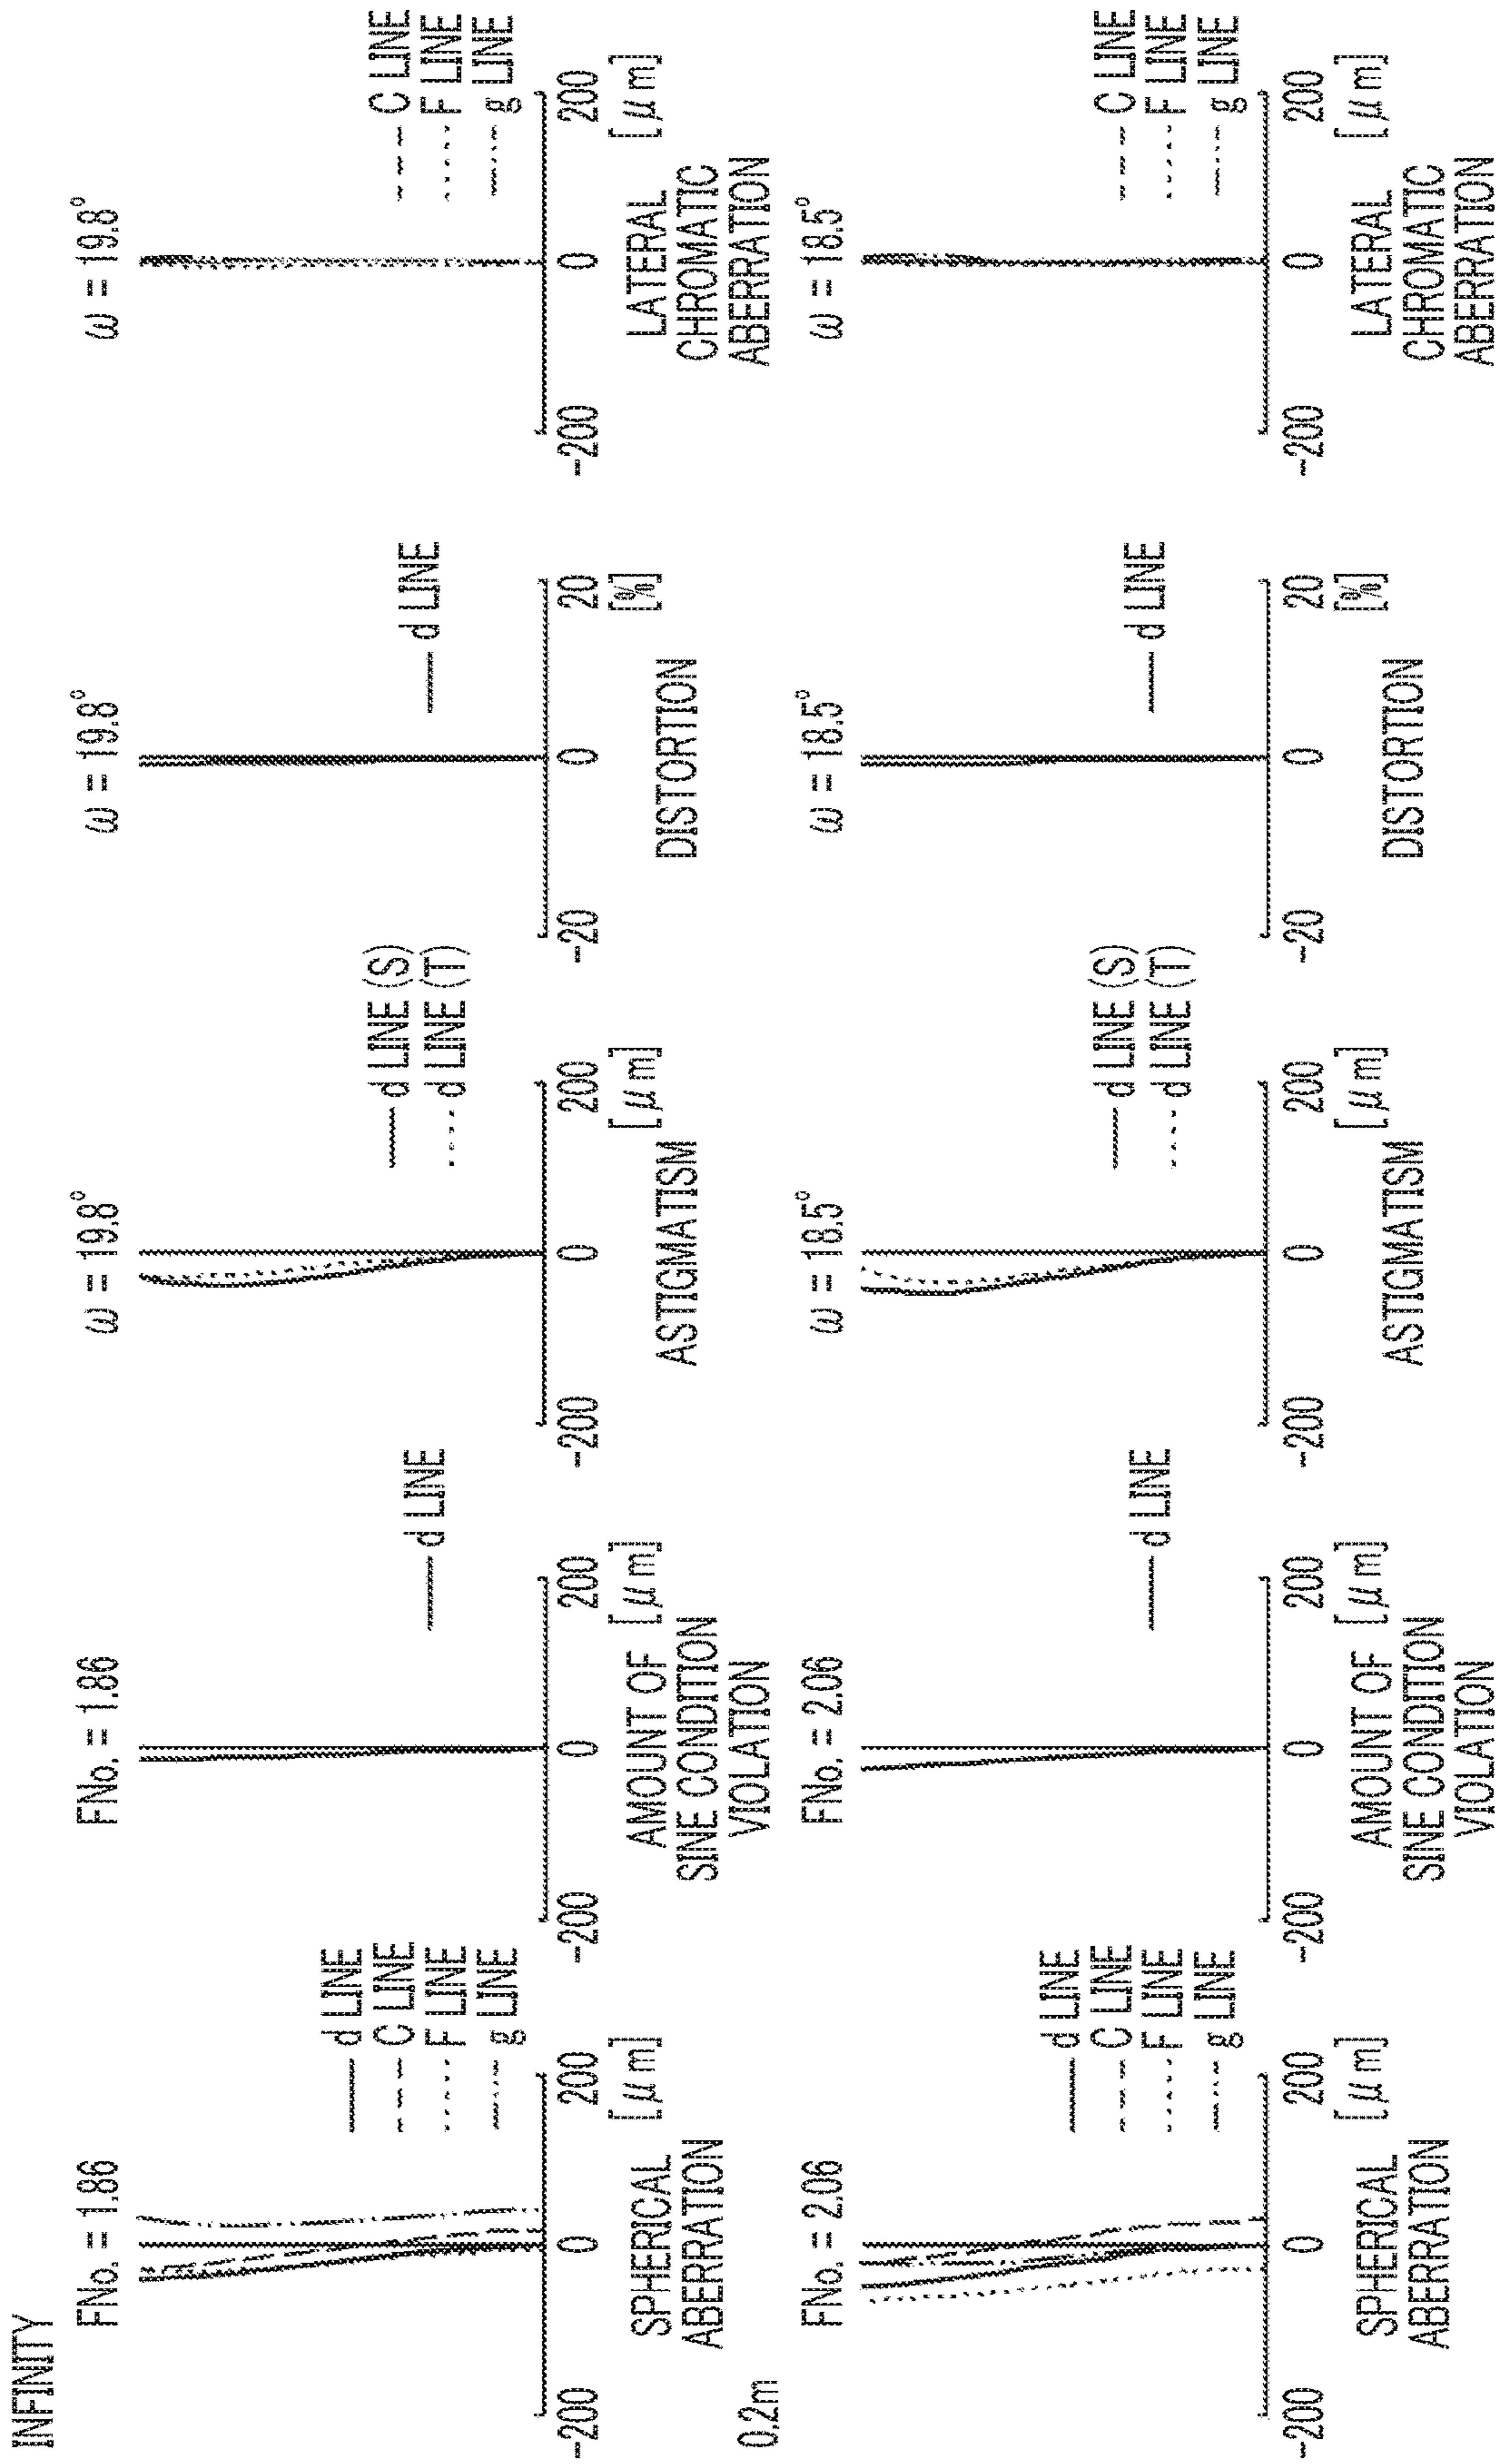 INFINITY
FNo. = 1.86
d LINE
C LINE
F LINE
g LINE
-200
0
200
[μm]
SPHERICAL
ABERRATION
FNo. = 1.86
d LINE
-200
0
200
[μm]
AMOUNT OF
SINE CONDITION
VIOLATION
ω = 19.8°
d LINE (S)
d LINE (T)
-200
0
200
[μm]
ASTIGMATISM
ω = 19.8°
d LINE
-20
0
20
[%]
DISTORTION
ω = 19.8°
C LINE
F LINE
g LINE
-200
0
200
[μm]
LATERAL
CHROMATIC
ABERRATION
0.2m
FNo. = 2.06
d LINE
C LINE
F LINE
g LINE
-200
0
200
[μm]
SPHERICAL
ABERRATION
FNo. = 2.06
d LINE
-200
0
200
[μm]
AMOUNT OF
SINE CONDITION
VIOLATION
ω = 18.5°
d LINE (S)
d LINE (T)
-200
0
200
[μm]
ASTIGMATISM
ω = 18.5°
d LINE
-20
0
20
[%]
DISTORTION
ω = 18.5°
C LINE
F LINE
g LINE
-200
0
200
[μm]
LATERAL
CHROMATIC
ABERRATION